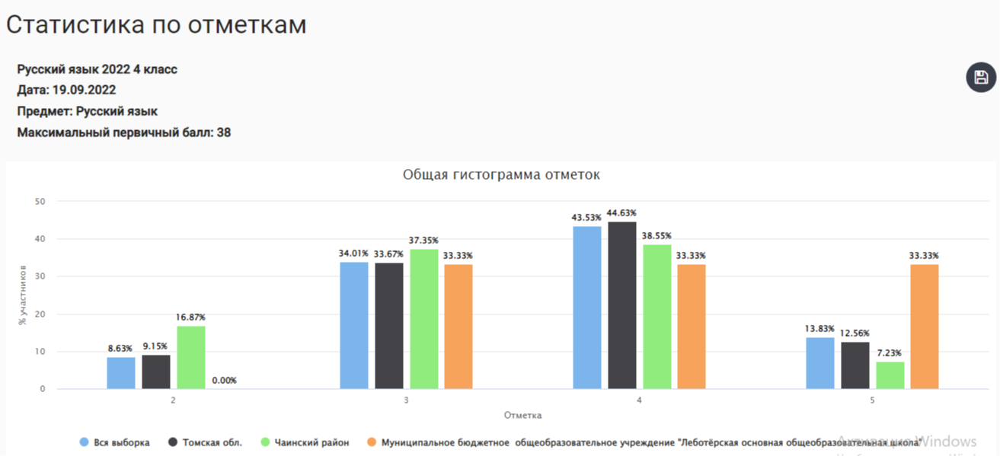 Статистика по отметкам
Русский язык 2022 4 класс
Дата: 19.09.2022
Предмет: Русский язык
Максимальный первичный балл: 38
Общая гистограмма отметок
50
40
30
20
10
0
% участников
8.63%
9.15%
16.87%
0.00%
34.01%
33.67%
37.35%
33.33%
43.53%
44.63%
38.55%
33.33%
13.83%
12.56%
7.23%
33.33%
2
3
4
5
Отметка
Вся выборка
Томская обл.
Чаинский район
Муниципальное бюджетное общеобразовательное учреждение "Леботёрская основная общеобразовательная школа"
Активация Windows